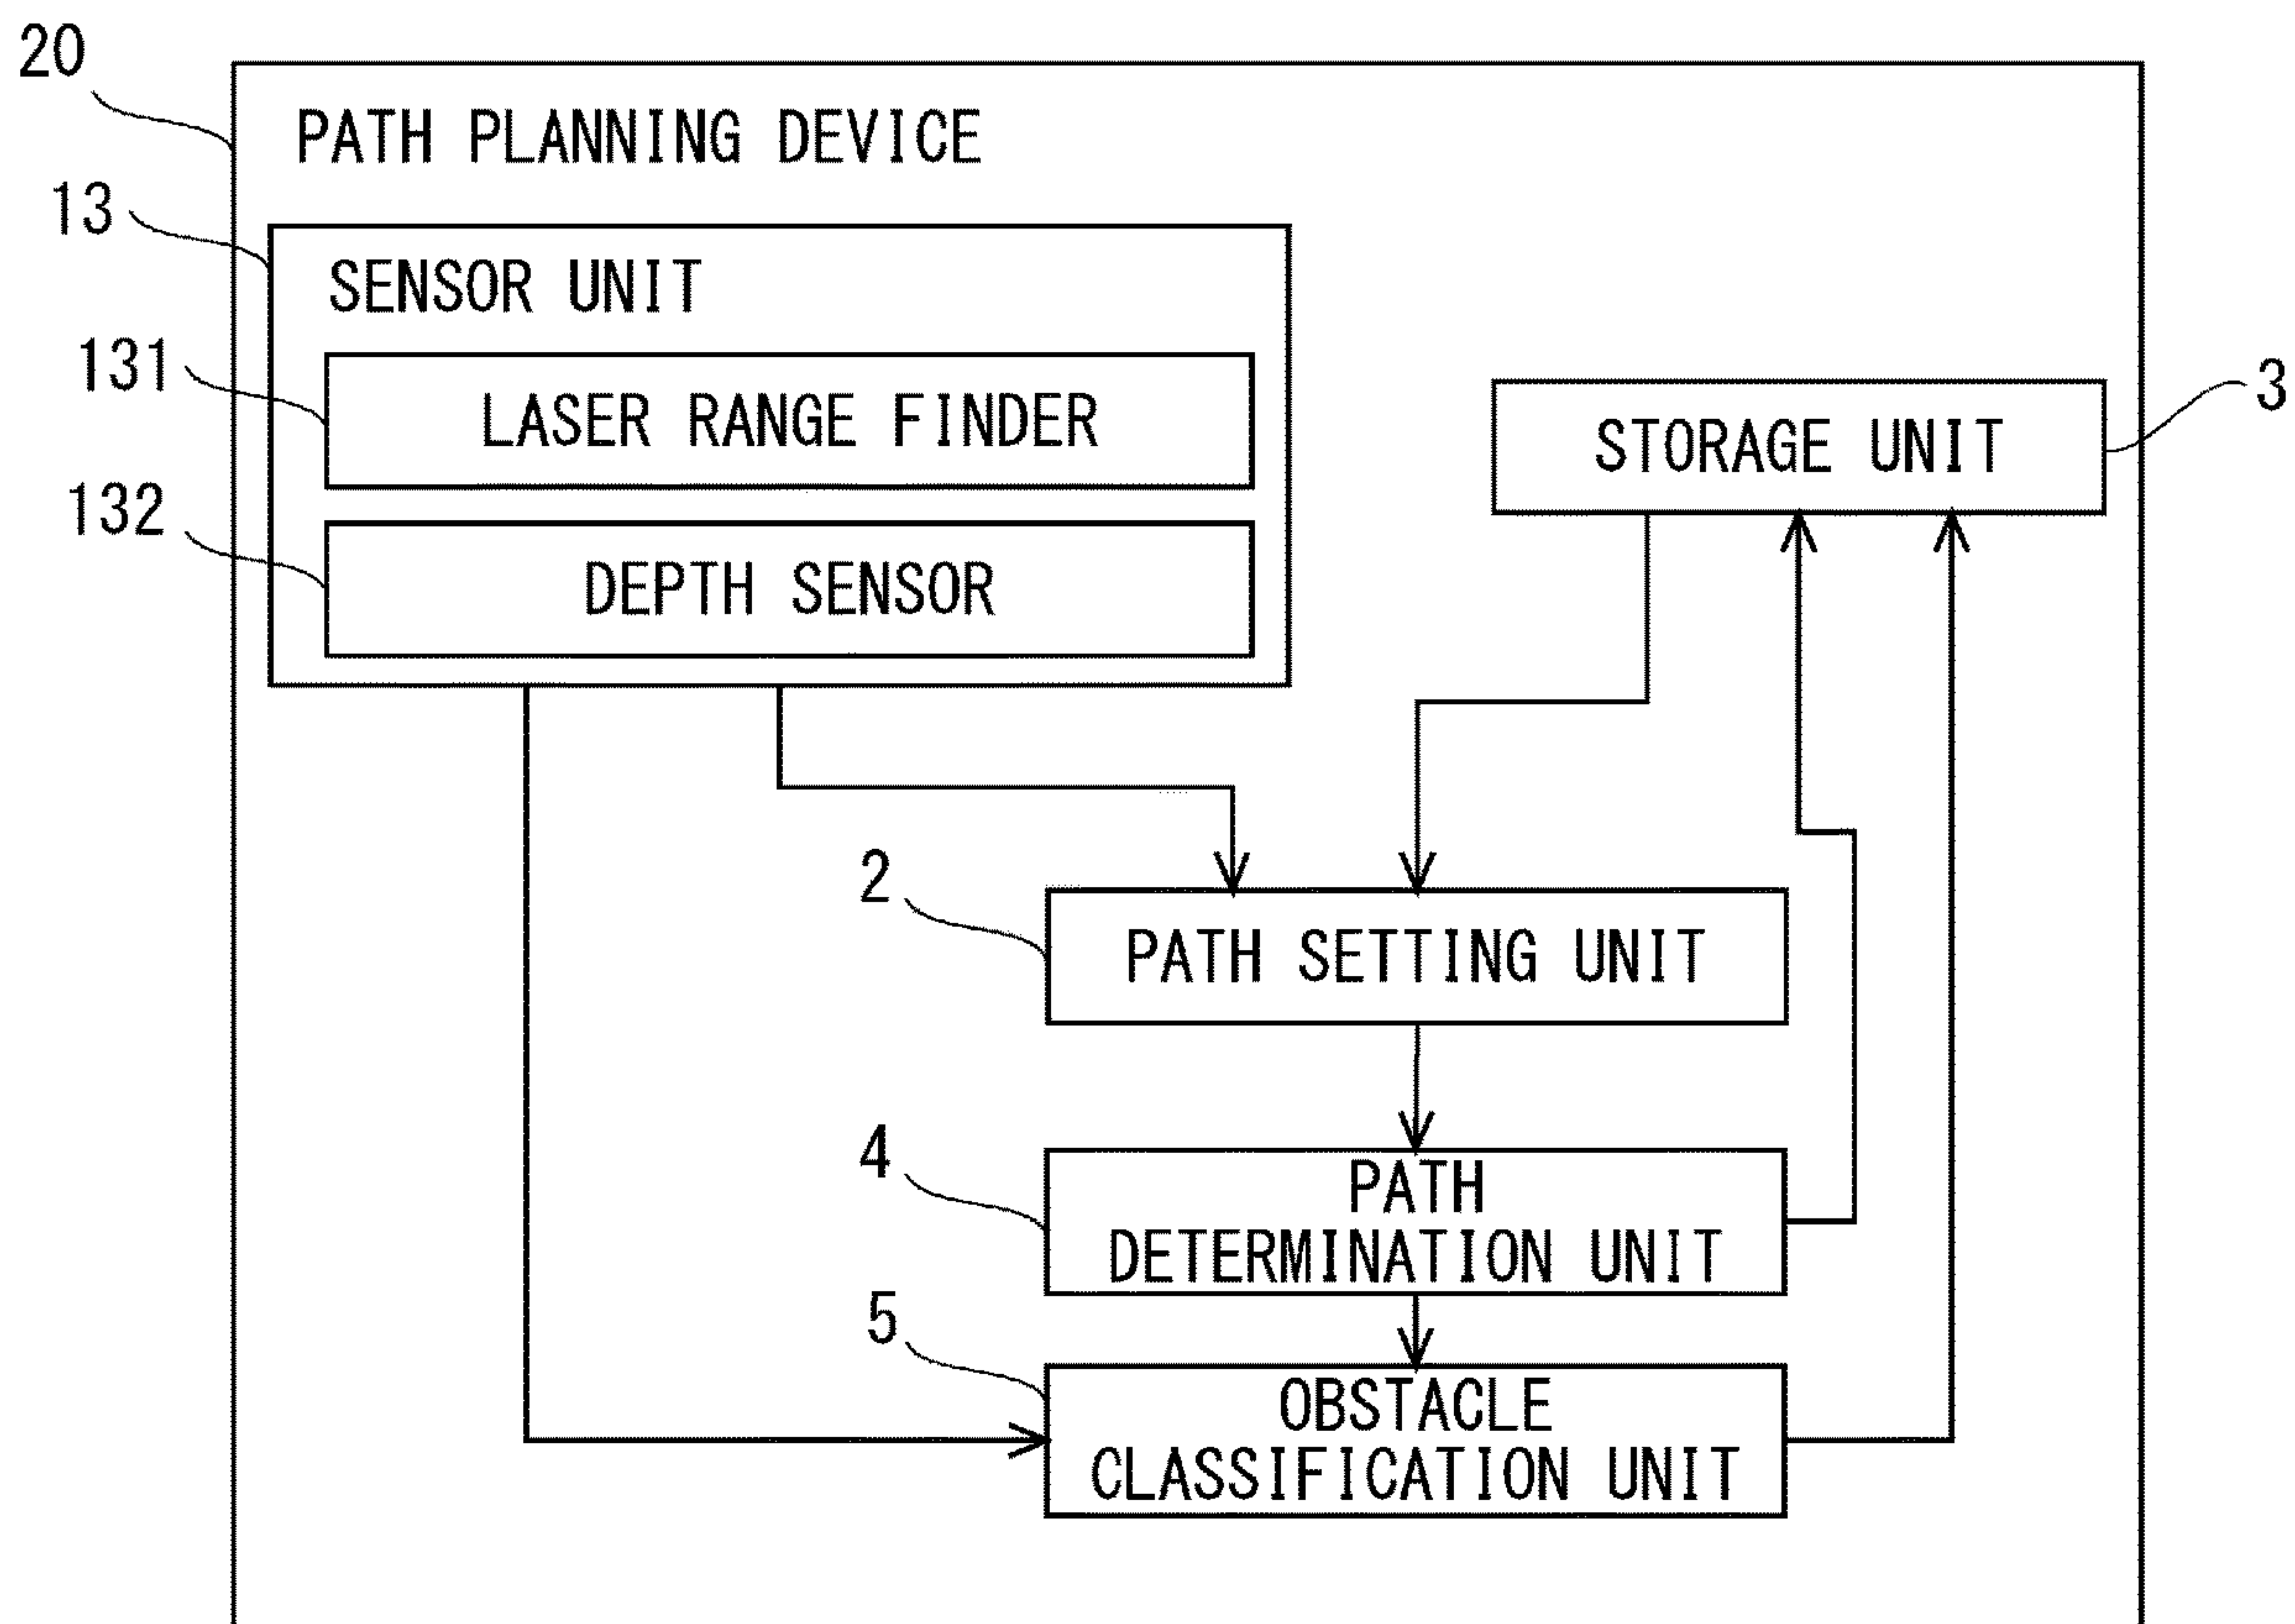 20
PATH PLANNING DEVICE
13
SENSOR UNIT
131
LASER RANGE FINDER
3
STORAGE UNIT
132
DEPTH SENSOR
2
PATH SETTING UNIT
4
PATH
DETERMINATION UNIT
5
OBSTACLE
CLASSIFICATION UNIT